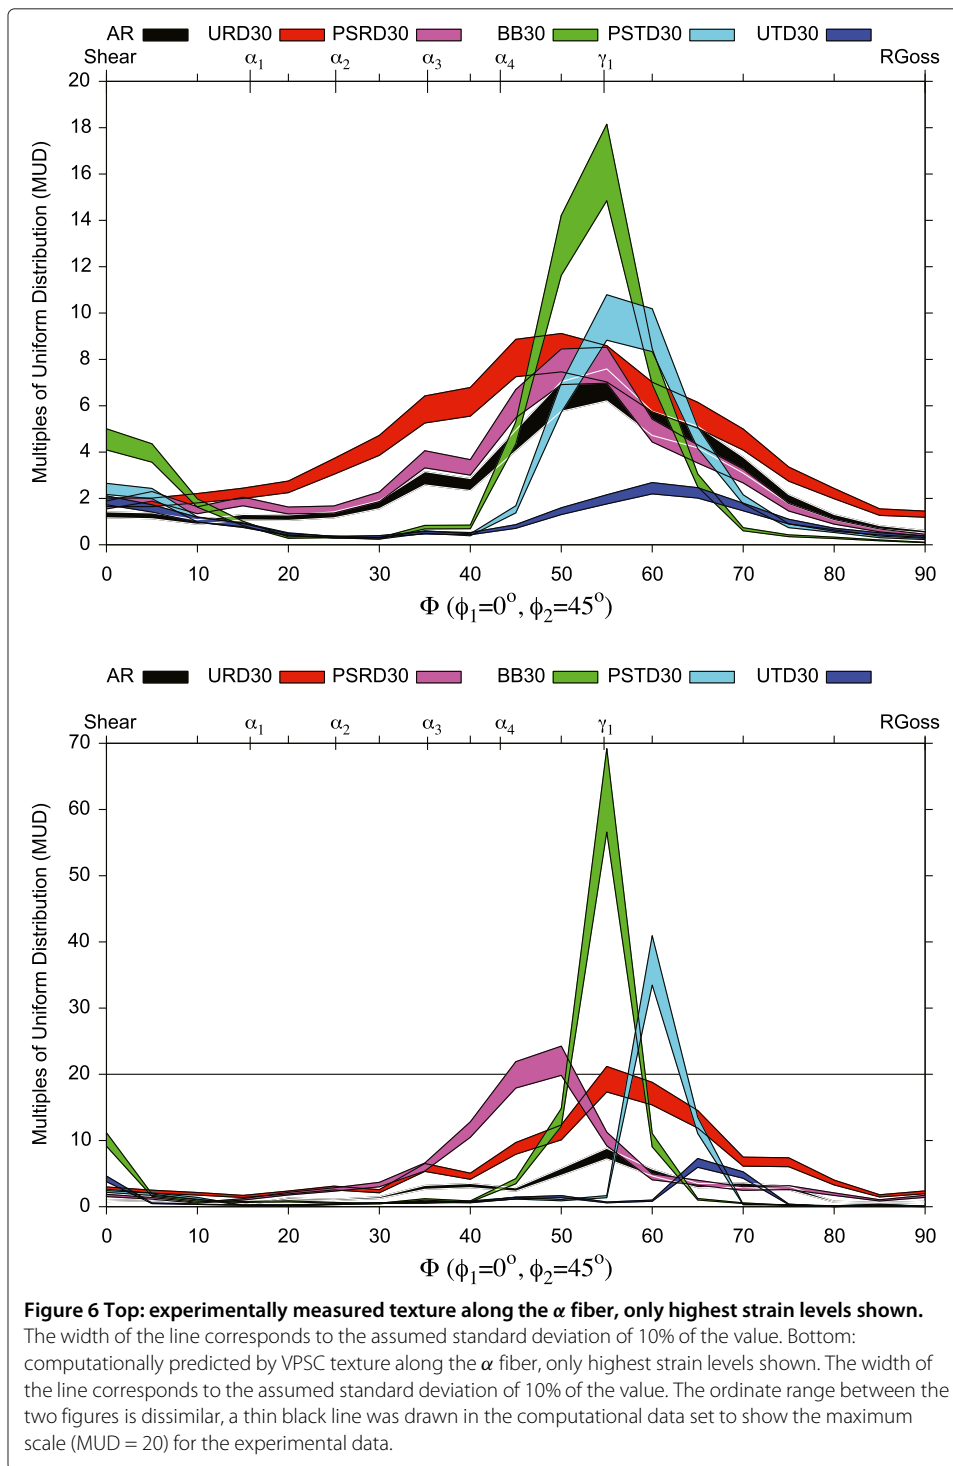 AR URD30 PSRD30 BB30 PSTD30 UTD30
Shear α1 α2 α3 α4 γ1 RGoss
20
18
16
14
12
10
8
6
4
2
0
Multiples of Uniform Distribution (MUD)
0 10 20 30 40 50 60 70 80 90
Φ (ϕ1=0°, ϕ2=45°)
AR URD30 PSRD30 BB30 PSTD30 UTD30
Shear α1 α2 α3 α4 γ1 RGoss
70
60
50
40
30
20
10
0
Multiples of Uniform Distribution (MUD)
0 10 20 30 40 50 60 70 80 90
Φ (ϕ1=0°, ϕ2=45°)
Figure 6 Top: experimentally measured texture along the α fiber, only highest strain levels shown.
The width of the line corresponds to the assumed standard deviation of 10% of the value. Bottom:
computationally predicted by VPSC texture along the α fiber, only highest strain levels shown. The width of
the line corresponds to the assumed standard deviation of 10% of the value. The ordinate range between the
two figures is dissimilar, a thin black line was drawn in the computational data set to show the maximum
scale (MUD = 20) for the experimental data.